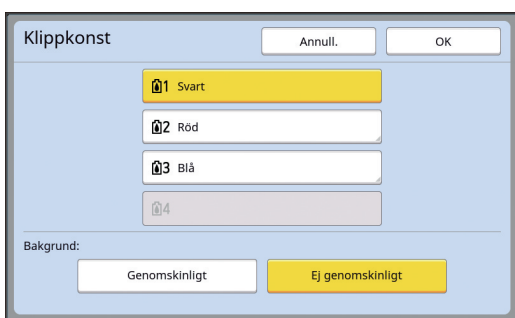 Klippkonst
Annull.
OK
1 Svart
2 Röd
3 Blå
4
Bakgrund:
Genomskinligt
Ej genomskinligt